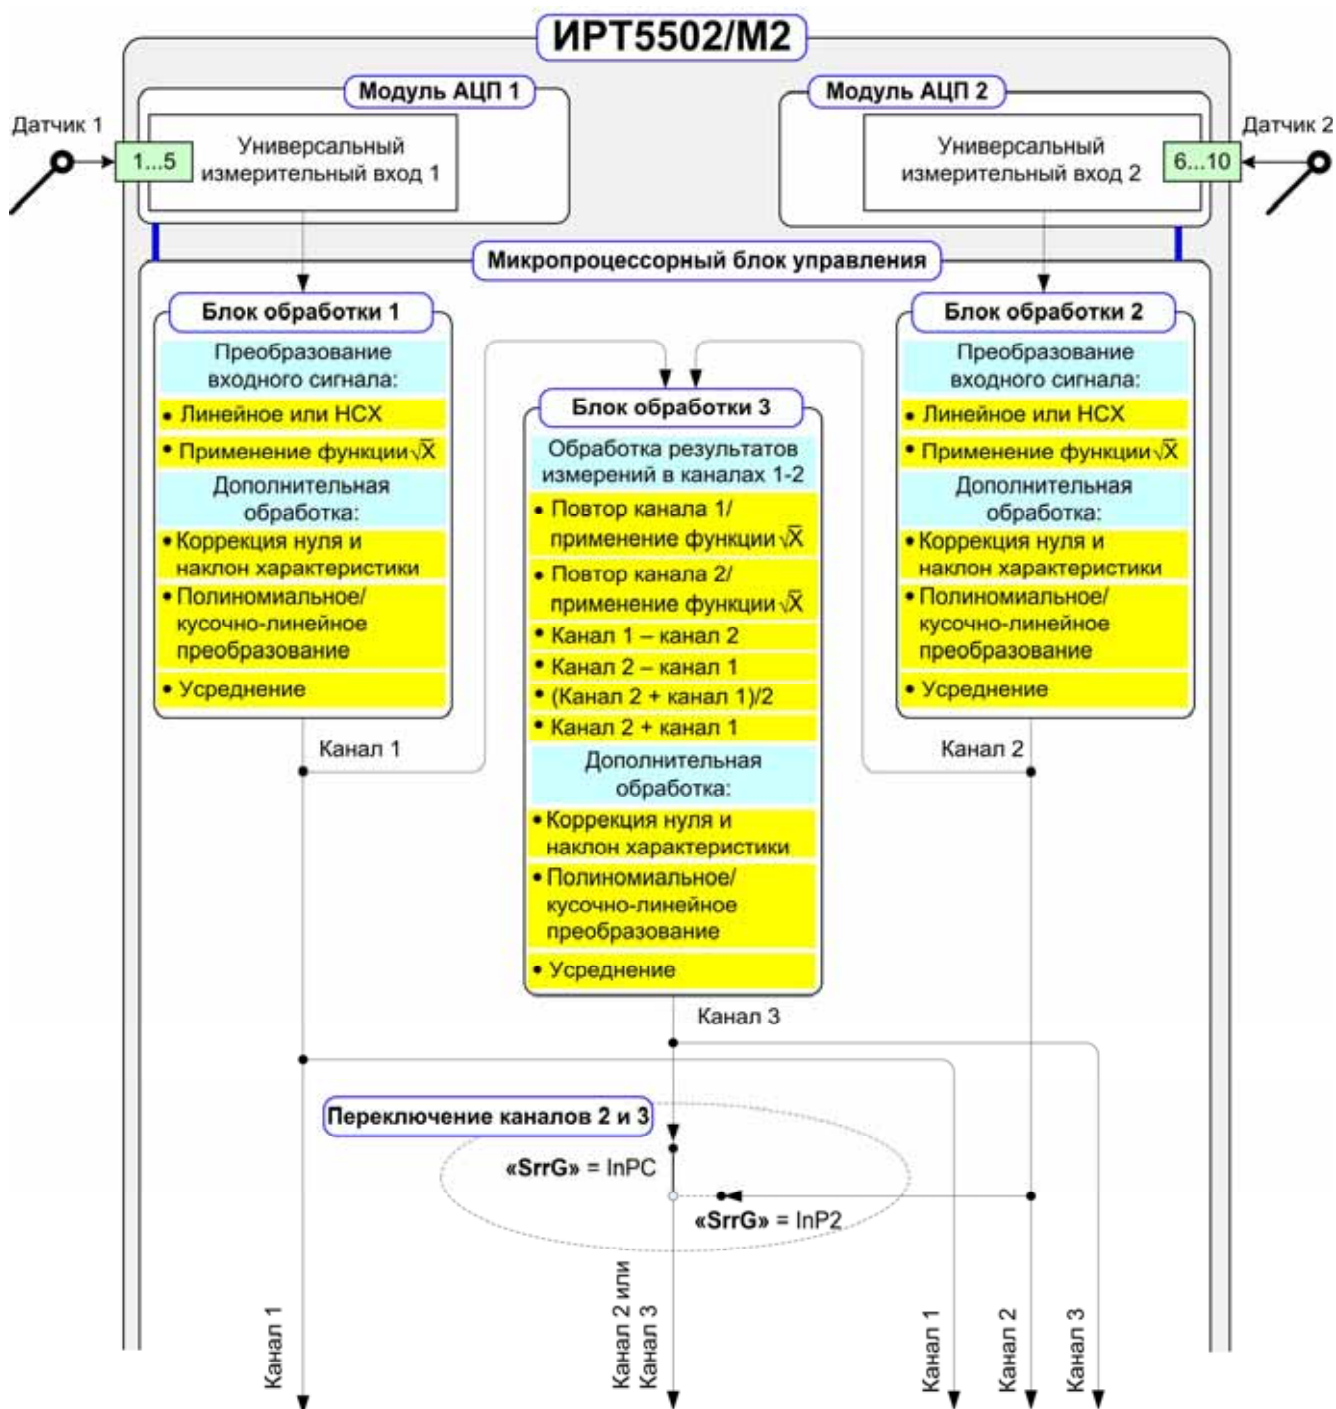 ИРТ5502/М2
Модуль АЦП 1
Модуль АЦП 2
Датчик 1
1...5
Универсальный
измерительный вход 1
Универсальный
измерительный вход 2
6...10
Датчик 2
Микропроцессорный блок управления
Блок обработки 1
Преобразование
входного сигнала:
• Линейное или НСХ
• Применение функции √X
Дополнительная
обработка:
• Коррекция нуля и
наклон характеристики
• Полиномиальное/
кусочно-линейное
преобразование
• Усреднение
Канал 1
Блок обработки 3
Обработка результатов
измерений в каналах 1-2
• Повтор канала 1/
применение функции √X
• Повтор канала 2/
применение функции √X
• Канал 1 – канал 2
• Канал 2 – канал 1
• (Канал 2 + канал 1)/2
• Канал 2 + канал 1
Дополнительная
обработка:
• Коррекция нуля и
наклон характеристики
• Полиномиальное/
кусочно-линейное
преобразование
• Усреднение
Канал 3
Блок обработки 2
Преобразование
входного сигнала:
• Линейное или НСХ
• Применение функции √X
Дополнительная
обработка:
• Коррекция нуля и
наклон характеристики
• Полиномиальное/
кусочно-линейное
преобразование
• Усреднение
Канал 2
Переключение каналов 2 и 3
«SrrG» = InPC
«SrrG» = InP2
Канал 1
Канал 2 или
Канал 3
Канал 1
Канал 2
Канал 3